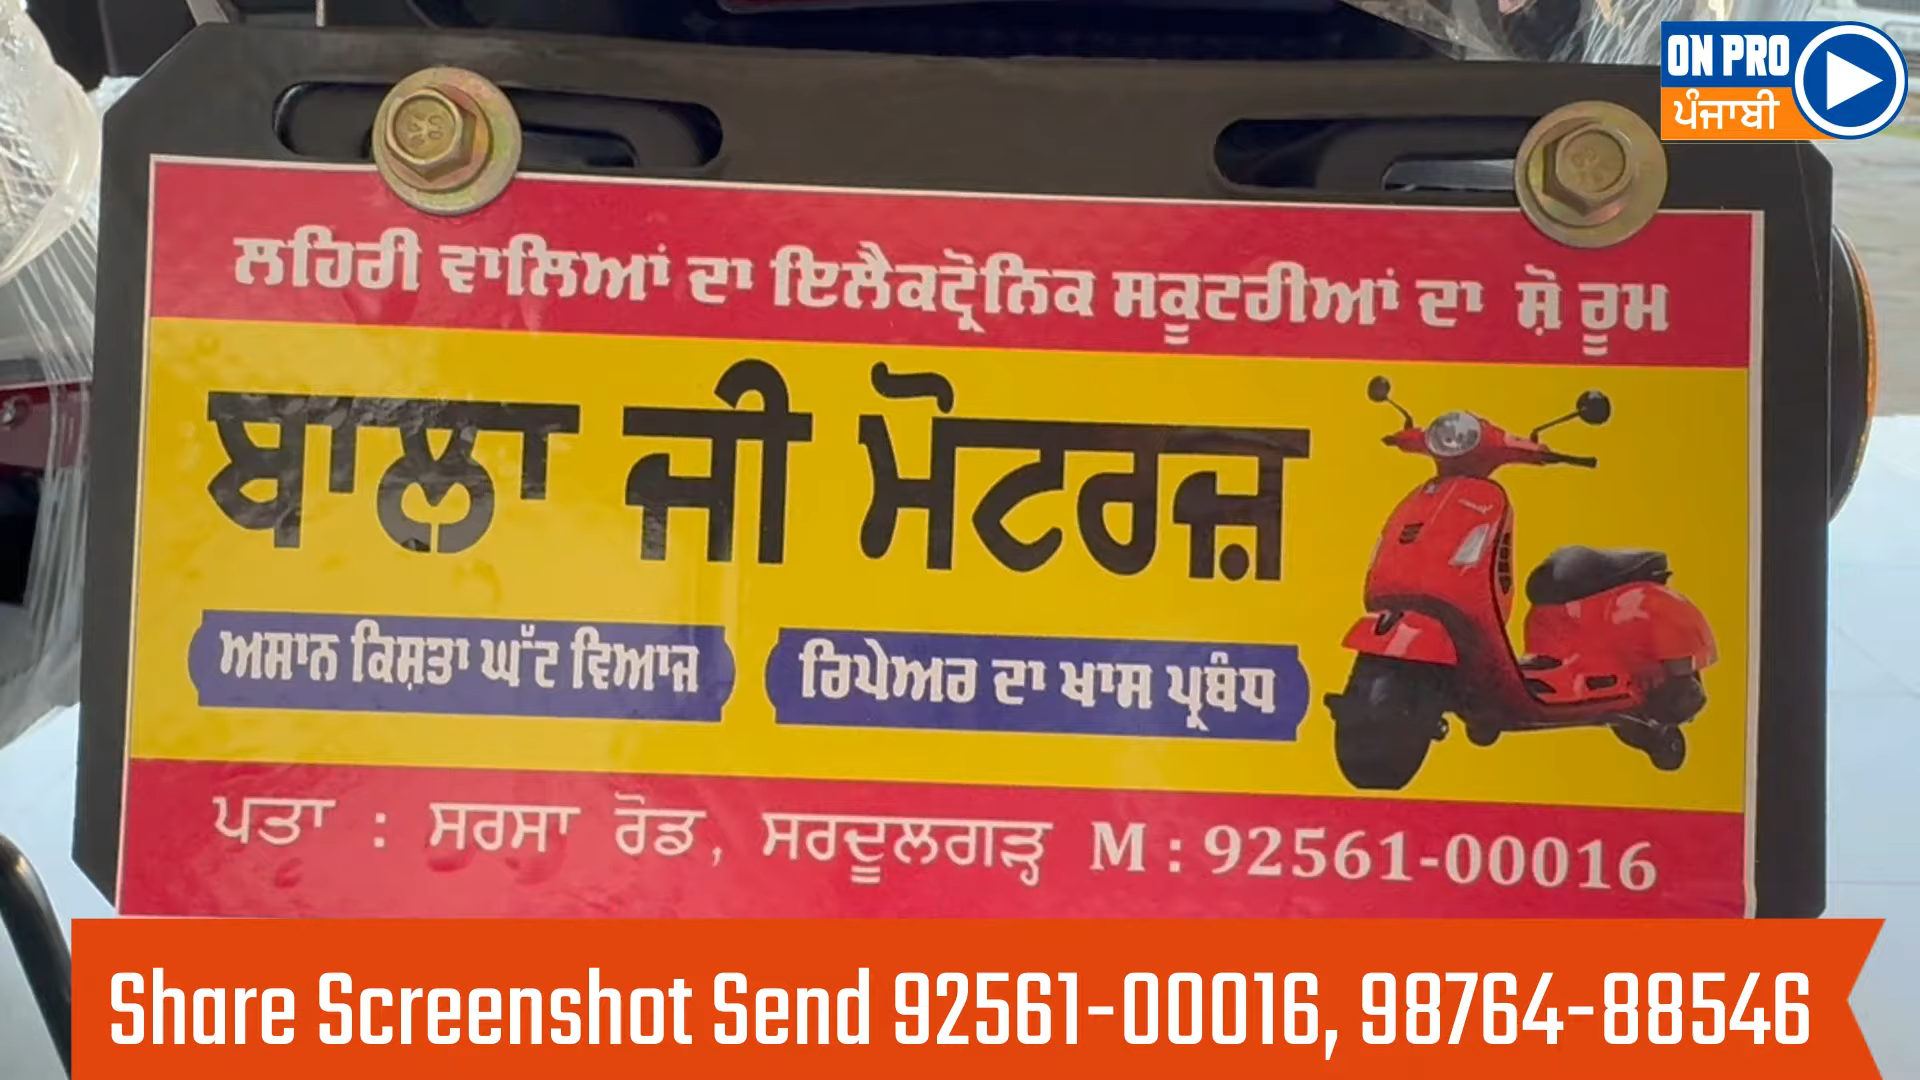 ON PRO
ਪੰਜਾਬੀ
ਲਹਿਰੀ ਵਾਲਿਆਂ ਦਾ ਇਲੈਕਟ੍ਰੋਨਿਕ ਸਕੂਟਰੀਆਂ ਦਾ ਸ਼ੋ ਰੂਮ
ਬਾਲਾ ਜੀ ਮੋਟਰਜ਼
ਅਸਾਨ ਕਿਸ਼ਤਾ ਘੱਟ ਵਿਆਜ
ਰਿਪੇਅਰ ਦਾ ਖਾਸ ਪ੍ਰਬੰਧ
ਪਤਾ : ਸਰਸਾ ਰੋਡ, ਸਰਦੂਲਗੜ੍ਹ M : 92561-00016
Share Screenshot Send 92561-00016, 98764-88546